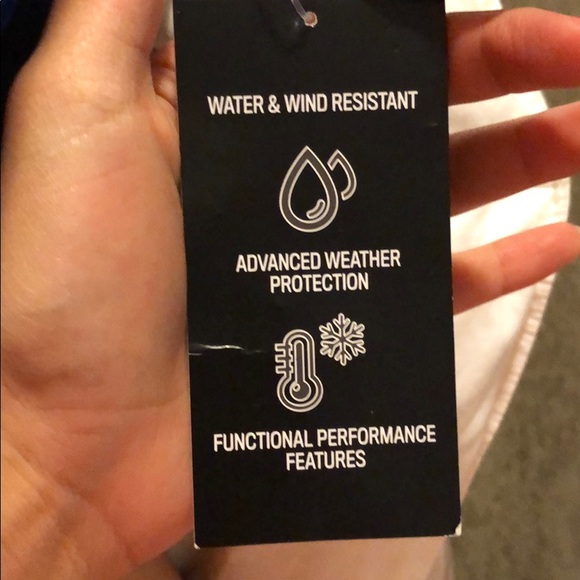 WATER & WIND RESISTANT
ADVANCED WEATHER
PROTECTION
FUNCTIONAL PERFORMANCE
FEATURES